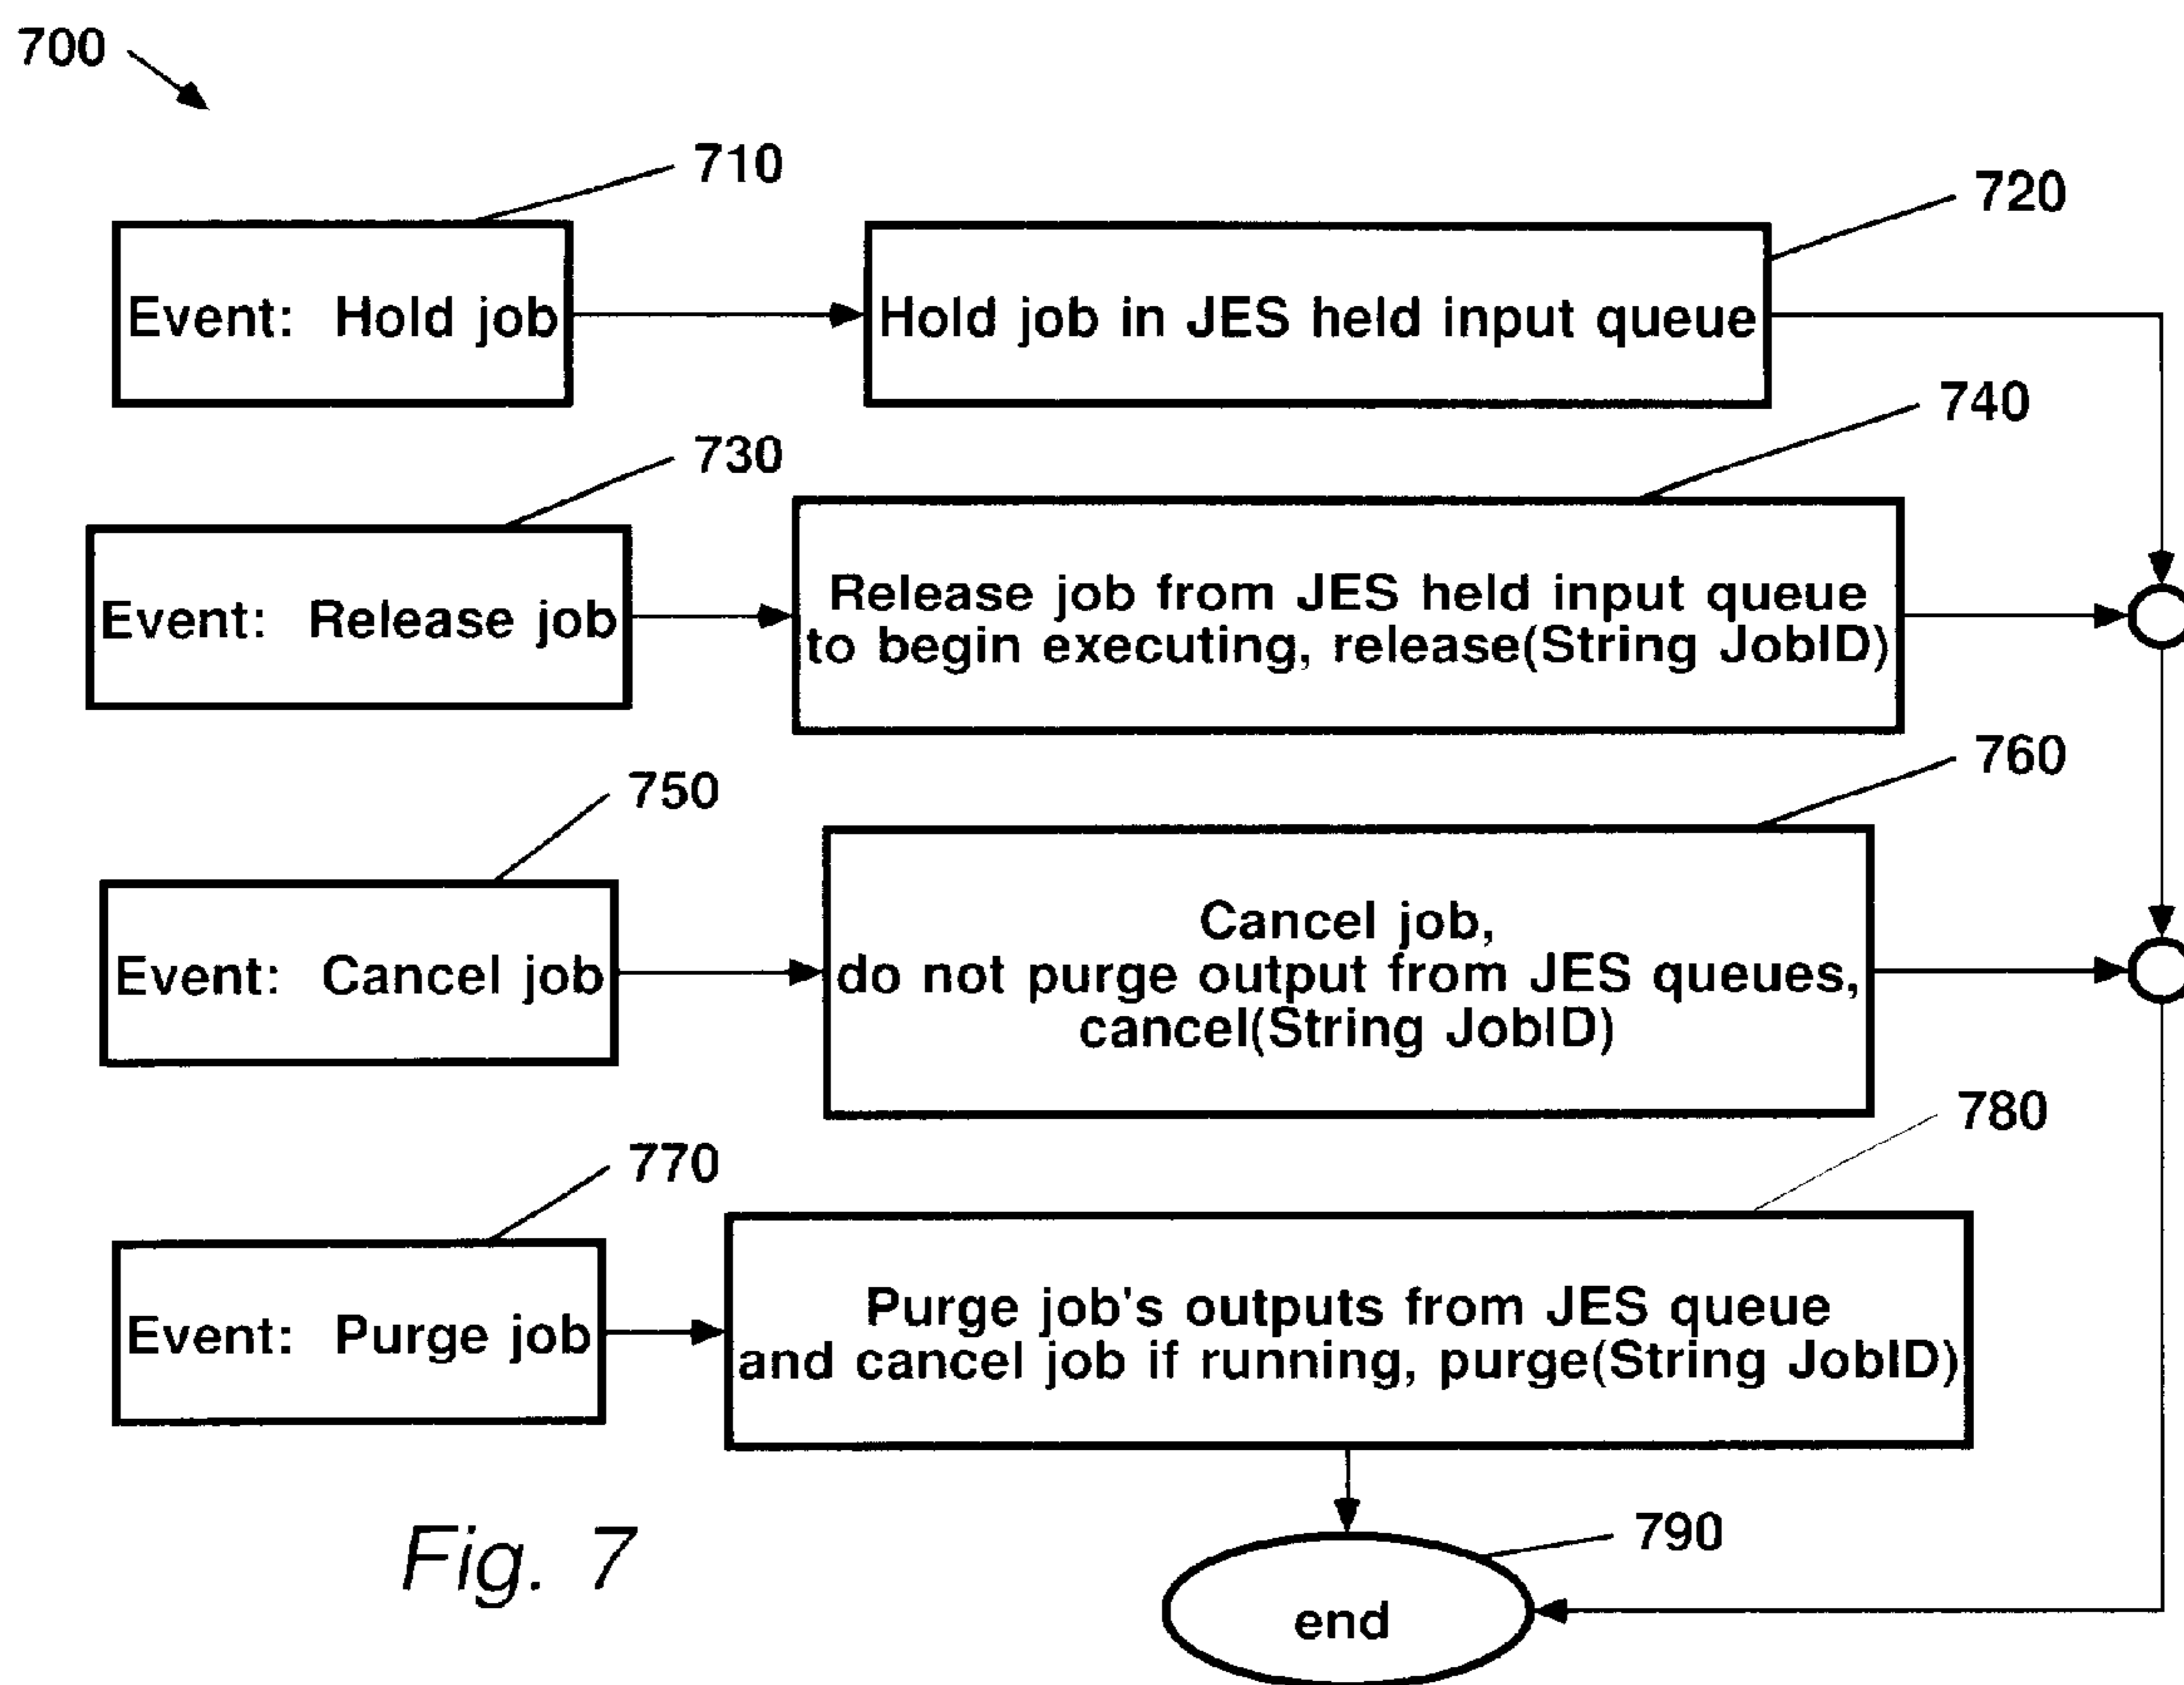 700
710
720
Event: Hold job
Hold job in JES held input queue
730
740
Event: Release job
Release job from JES held input queue
to begin executing, release(String JobID)
750
760
Event: Cancel job
Cancel job,
do not purge output from JES queues,
cancel(String JobID)
770
780
Event: Purge job
Purge job's outputs from JES queue
and cancel job if running, purge(String JobID)
790
end
Fig. 7